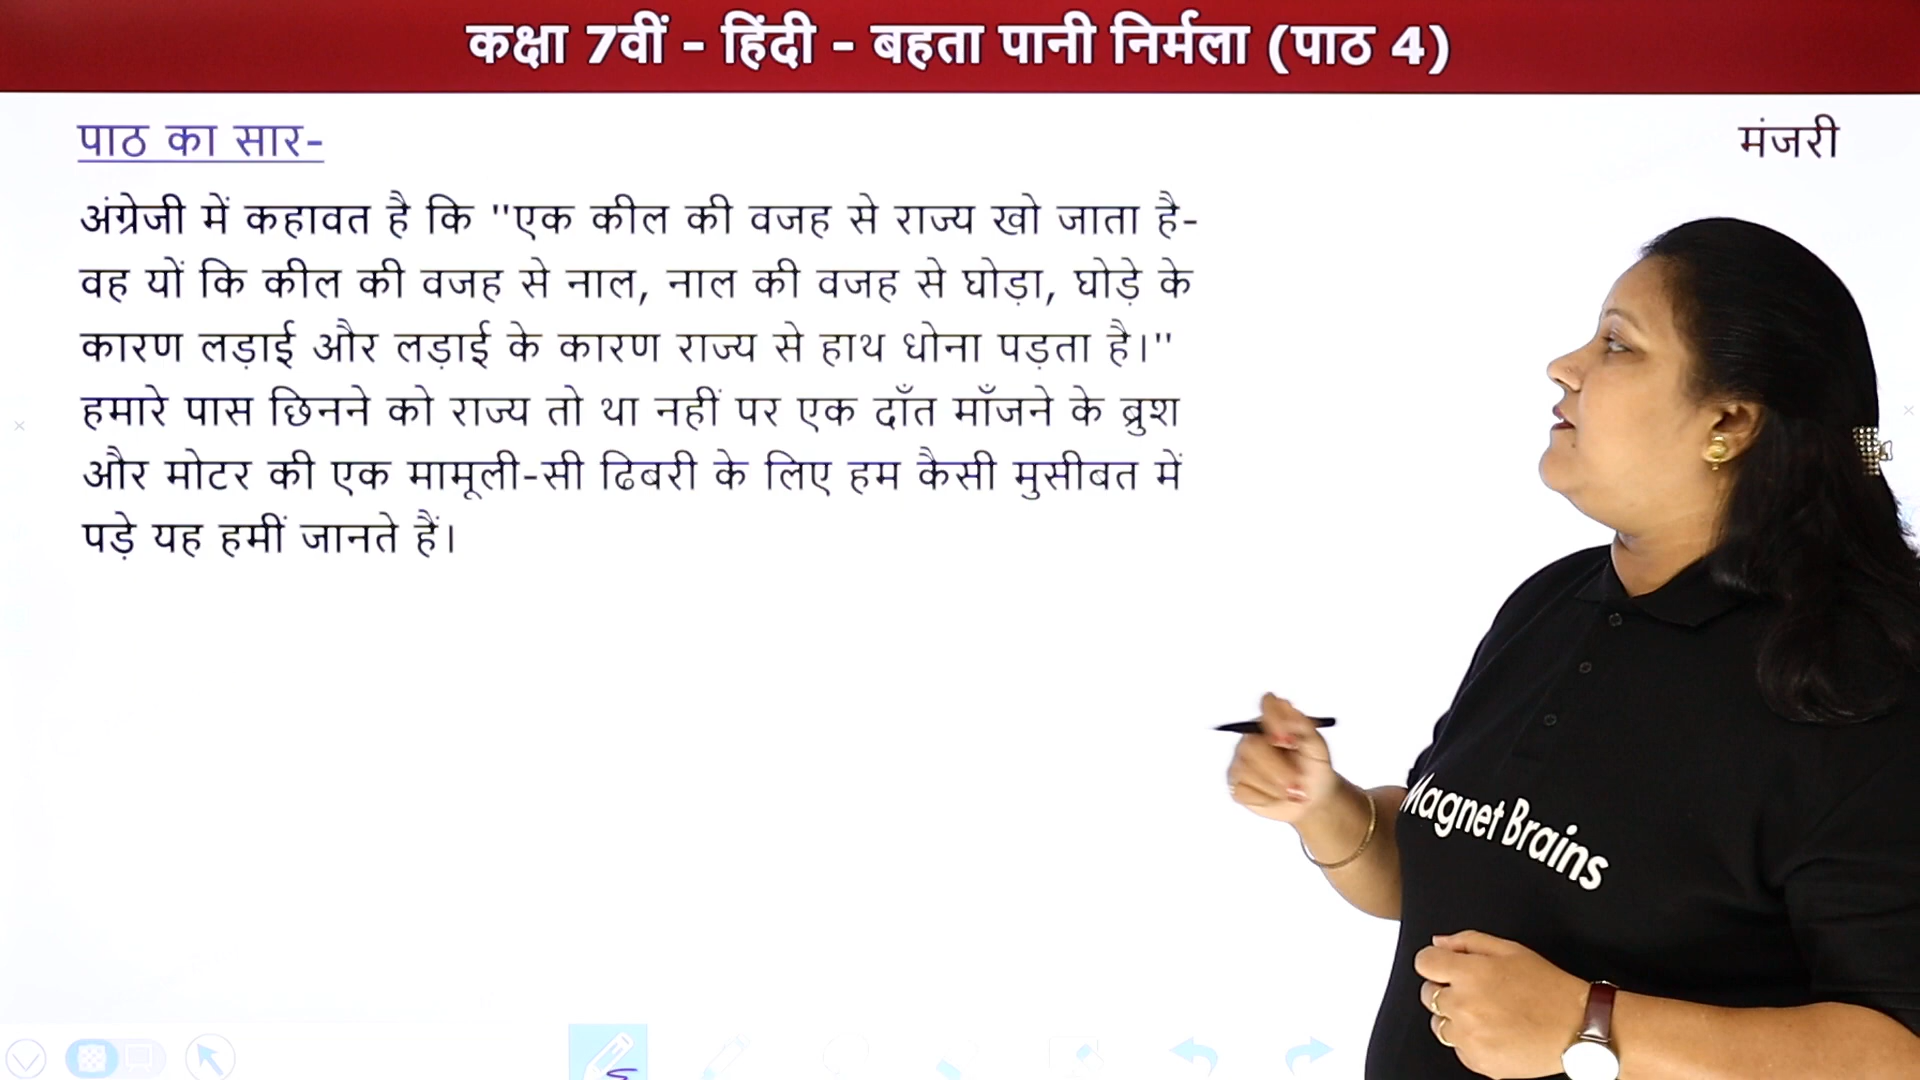 कक्षा 7वीं - हिंदी - बहता पानी निर्मला (पाठ 4)
पाठ का सार-
मंजरी
अंग्रेजी में कहावत है कि "एक कील की वजह से राज्य खो जाता है-
वह यों कि कील की वजह से नाल, नाल की वजह से घोड़ा, घोड़े के
कारण लड़ाई और लड़ाई के कारण राज्य से हाथ धोना पड़ता है।"
हमारे पास छिनने को राज्य तो था नहीं पर एक दाँत माँजने के ब्रुश
और मोटर की एक मामूली-सी ढिबरी के लिए हम कैसी मुसीबत में
पड़े यह हमीं जानते हैं।
Magnet Brains